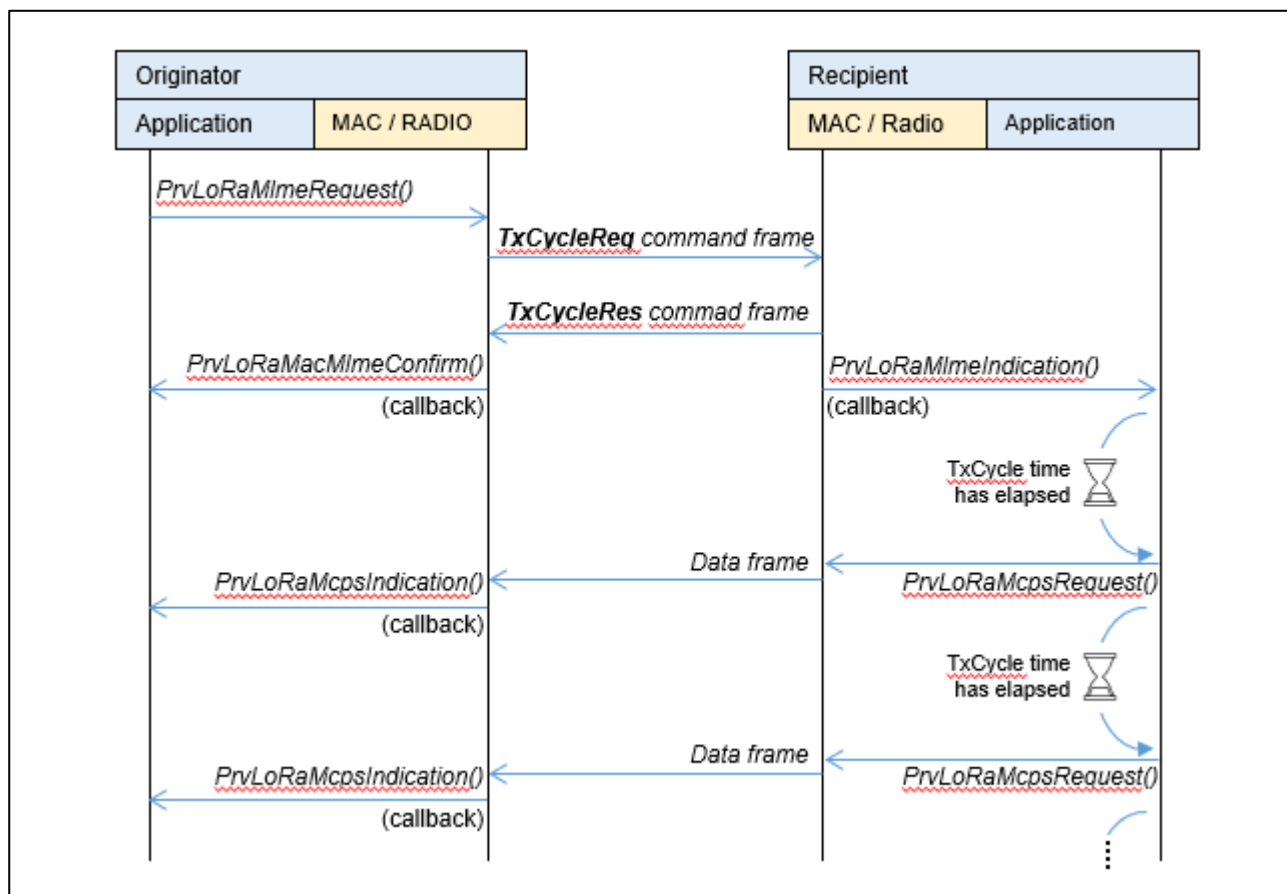 Originator
Recipient
Application
MAC / RADIO
MAC / Radio
Application
PrvLoRaMlmeRequest()
TxCycleReq command frame
TxCycleRes commad frame
PrvLoRaMacMlmeConfirm()
(callback)
PrvLoRaMlmeIndication()
(callback)
TxCycle time
has elapsed
Data frame
PrvLoRaMcpsRequest()
PrvLoRaMcpsIndication()
(callback)
TxCycle time
has elapsed
Data frame
PrvLoRaMcpsRequest()
PrvLoRaMcpsIndication()
(callback)